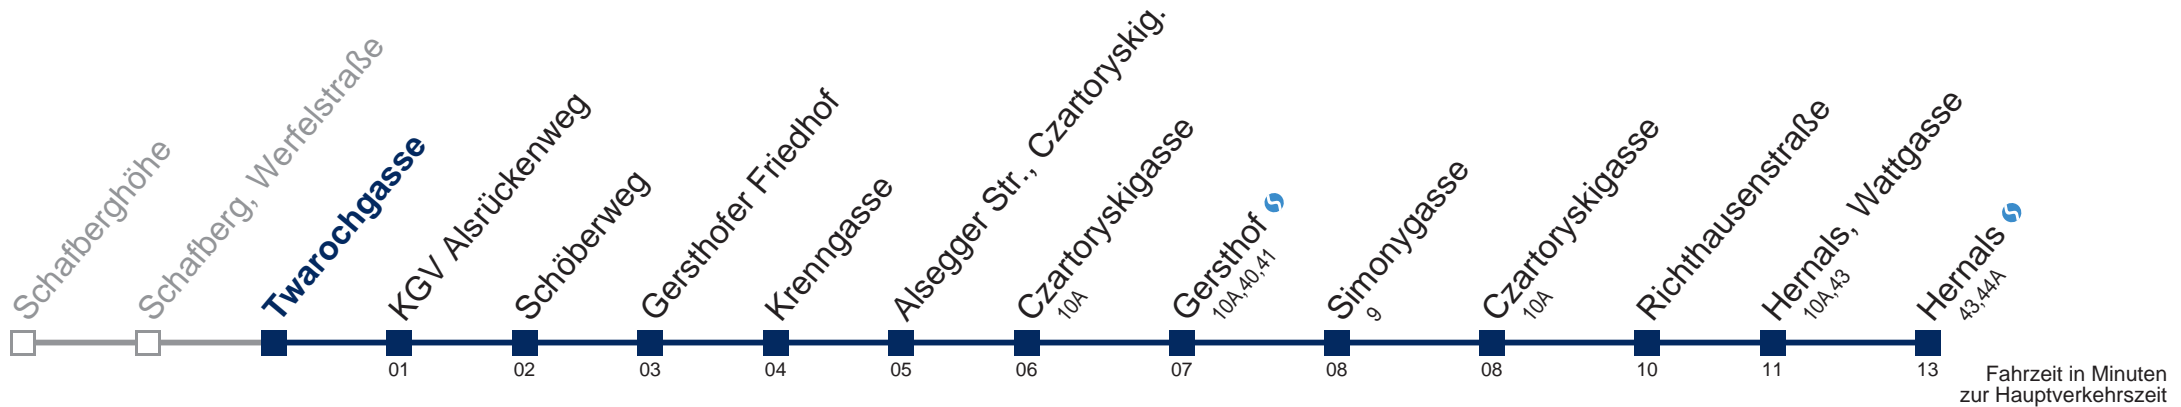 Schafberghöhe
Schafberg, Werfelstraße
Twarochgasse
KGV Alsrückenweg
01
Schöberweg
02
Gersthofer Friedhof
03
Krenngasse
04
Alsegger Str., Czartoryskig.
05
Czartoryskigasse
10A
06
Gersthof
10A,40,41
07
Simonygasse
9
08
Czartoryskigasse
10A
08
Richthausenstraße
10
Hernals, Wattgasse
10A,43
11
Hernals
43,44A
13
Fahrzeit in Minuten
zur Hauptverkehrszeit